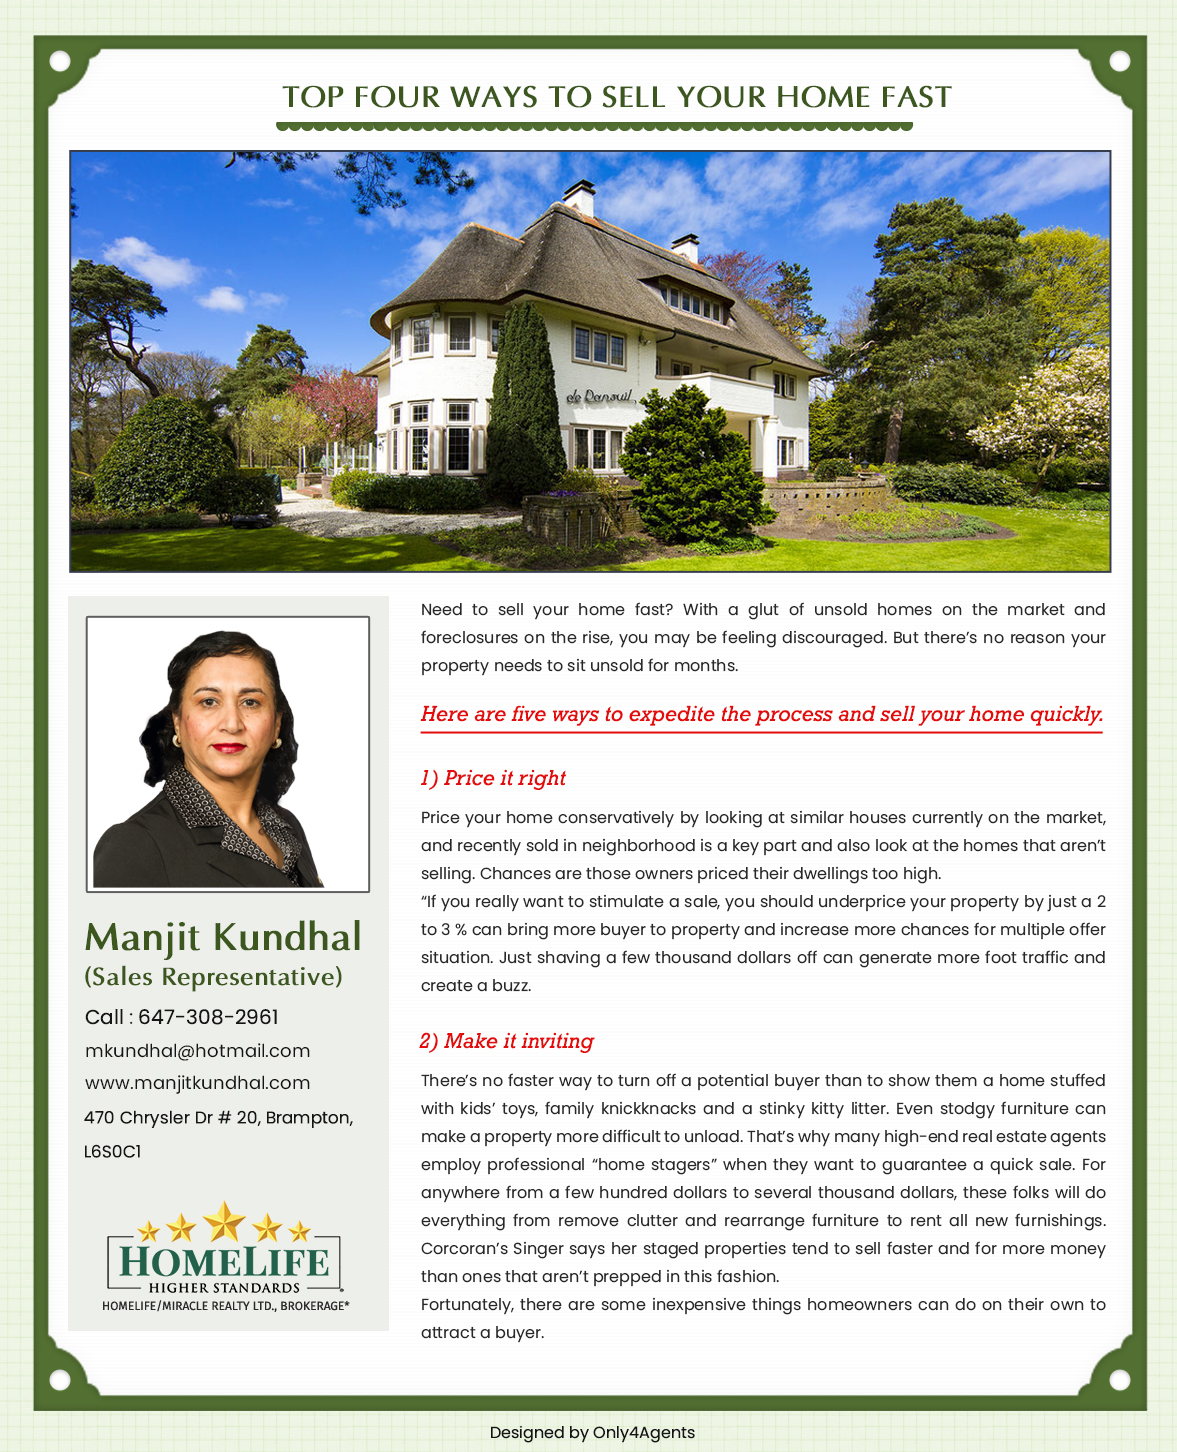 TOP FOUR WAYS TO SELL YOUR HOME FAST
Need to sell your home fast? With a glut of unsold homes on the market and
foreclosures on the rise, you may be feeling discouraged. But there’s no reason your
property needs to sit unsold for months.
Here are five ways to expedite the process and sell your home quickly.
1) Price it right
Price your home conservatively by looking at similar houses currently on the market,
and recently sold in neighborhood is a key part and also look at the homes that aren’t
selling. Chances are those owners priced their dwellings too high.
“If you really want to stimulate a sale, you should underprice your property by just a 2
to 3 % can bring more buyer to property and increase more chances for multiple offer
situation. Just shaving a few thousand dollars off can generate more foot traffic and
create a buzz.
2) Make it inviting
There’s no faster way to turn off a potential buyer than to show them a home stuffed
with kids’ toys, family knickknacks and a stinky kitty litter. Even stodgy furniture can
make a property more difficult to unload. That’s why many high-end real estate agents
employ professional “home stagers” when they want to guarantee a quick sale. For
anywhere from a few hundred dollars to several thousand dollars, these folks will do
everything from remove clutter and rearrange furniture to rent all new furnishings.
Corcoran’s Singer says her staged properties tend to sell faster and for more money
than ones that aren’t prepped in this fashion.
Fortunately, there are some inexpensive things homeowners can do on their own to
attract a buyer.
Manjit Kundhal
(Sales Representative)
Call : 647-308-2961
mkundhal@hotmail.com
www.manjitkundhal.com
470 Chrysler Dr # 20, Brampton,
L6S0C1
HOMELIFE
HIGHER STANDARDS
HOMELIFE/MIRACLE REALTY LTD., BROKERAGE*
Designed by Only4Agents